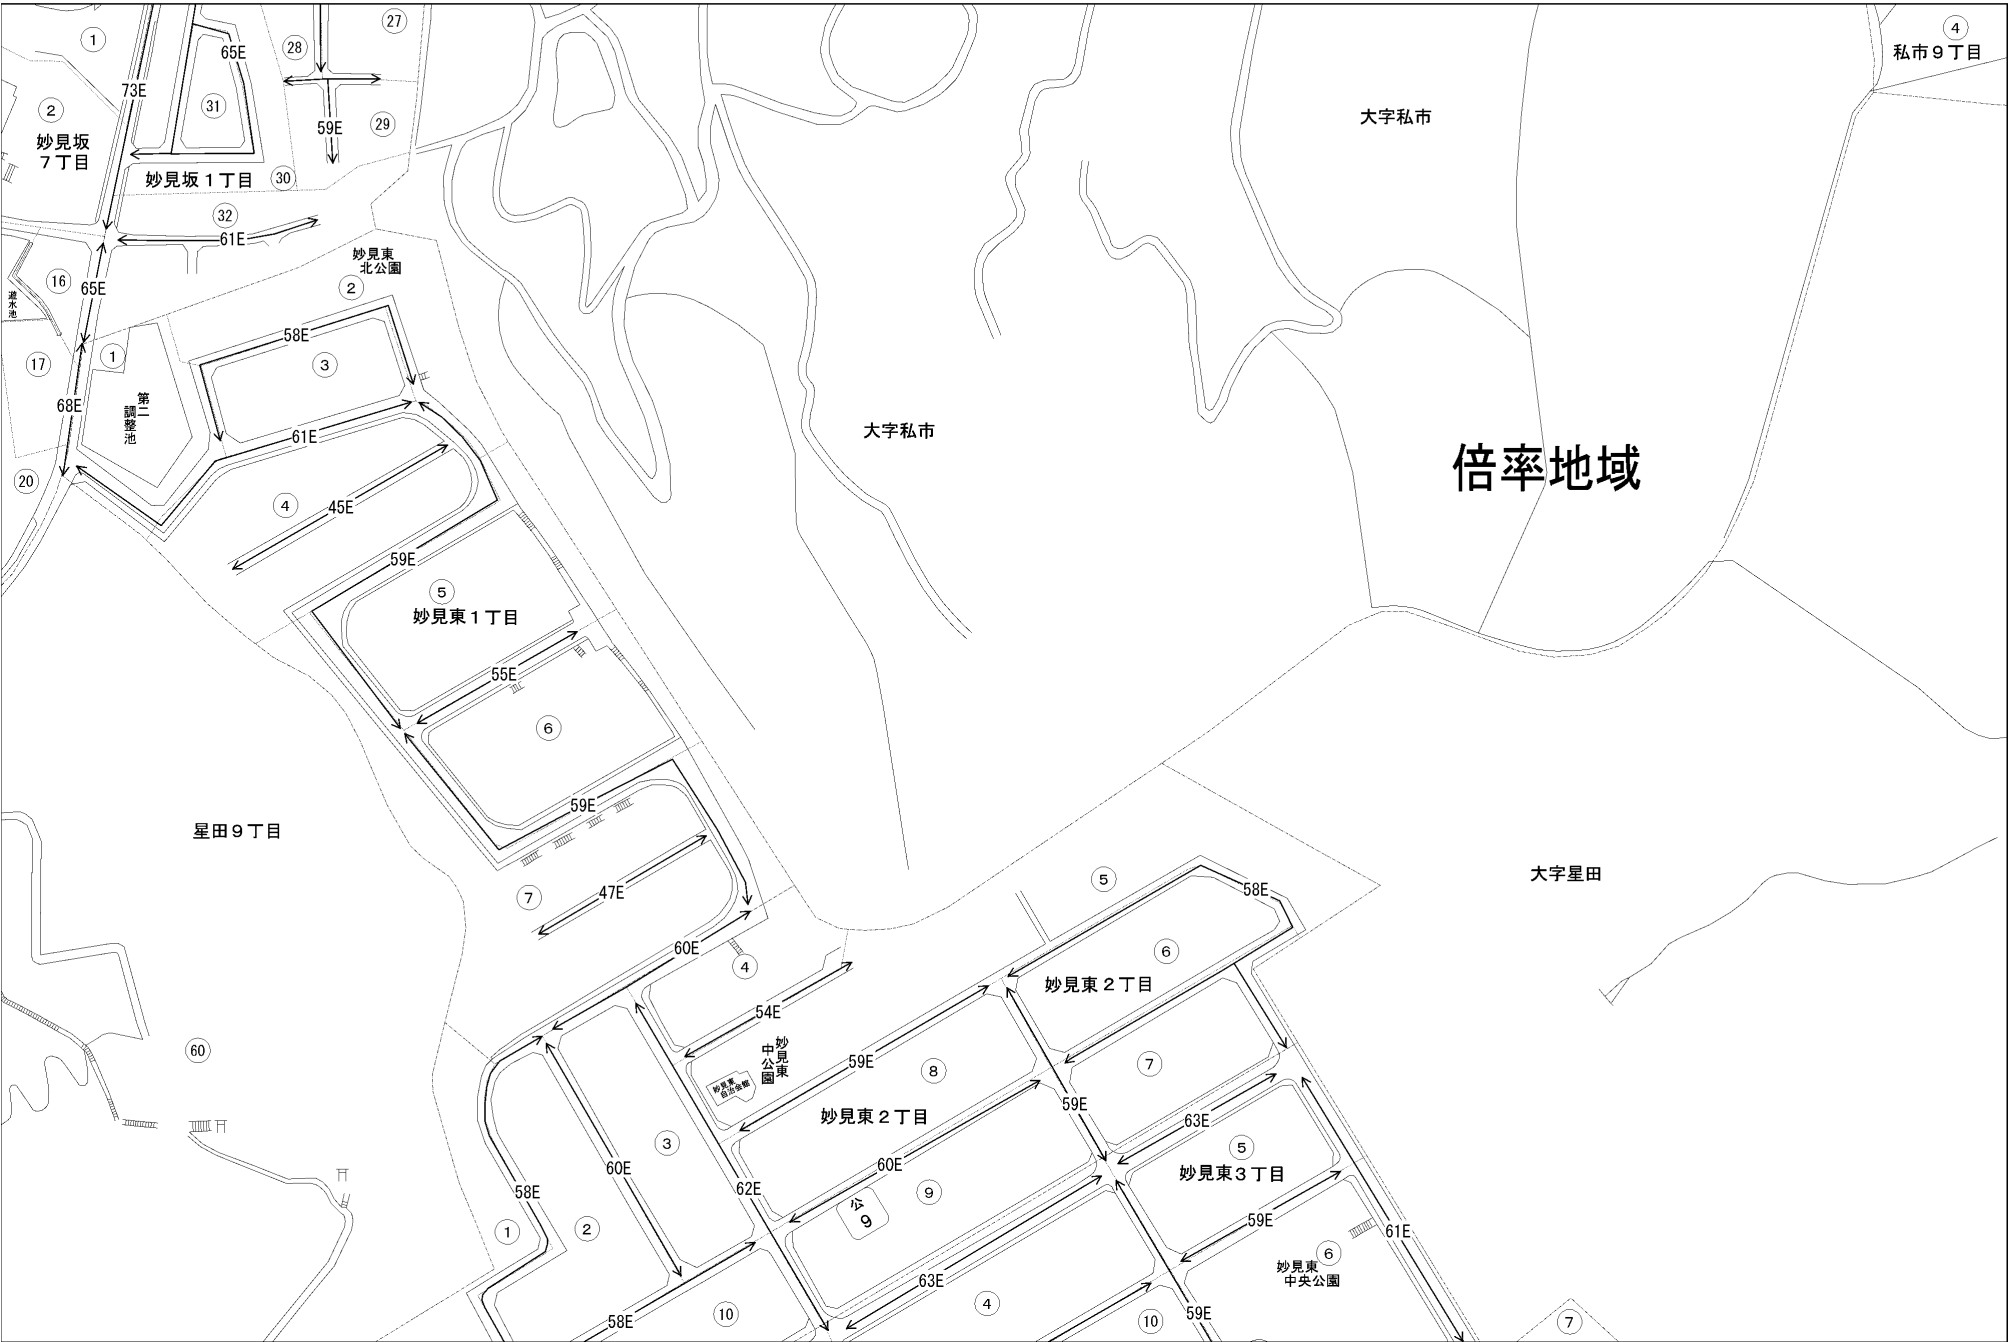 ①
27
28
65E
④
私市９丁目
73E
②
31
妙見坂
７丁目
59E
29
大字私市
妙見坂１丁目
30
32
61E
妙見東
北公園
16
65E
遊水池
②
58E
17
①
③
68E
第二
調整池
61E
大字私市
倍率地域
20
④
45E
59E
⑤
妙見東１丁目
55E
⑥
59E
星田９丁目
⑦
47E
⑤
58E
大字星田
60E
④
⑥
妙見東２丁目
54E
妙見東
中公園
妙見東
自治会館
60
59E
⑧
⑦
59E
妙見東２丁目
63E
③
⑤
妙見東３丁目
60E
60E
62E
58E
⑨
公
9
59E
①
②
61E
⑥
妙見東
中央公園
63E
④
58E
10
59E
10
⑦